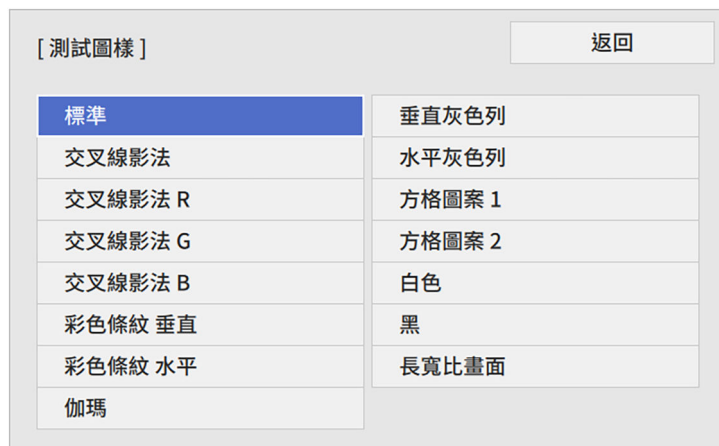 [ 測試圖樣 ]
返回
標準
交叉線影法
交叉線影法 R
交叉線影法 G
交叉線影法 B
彩色條紋 垂直
彩色條紋 水平
伽瑪
垂直灰色列
水平灰色列
方格圖案 1
方格圖案 2
白色
黑
長寬比畫面